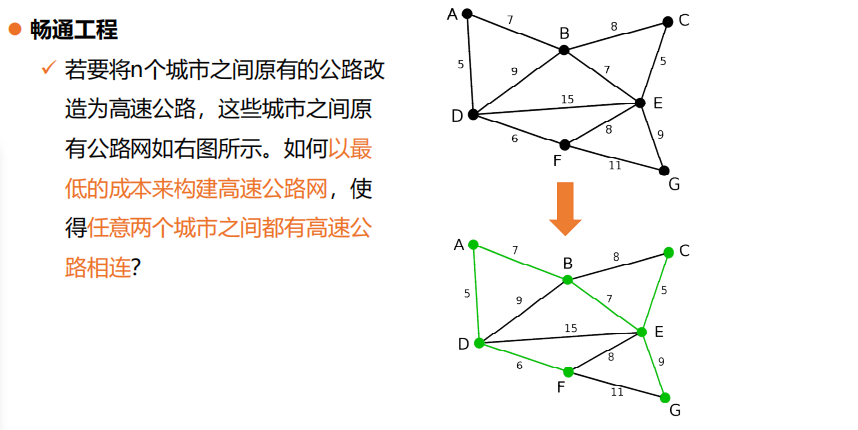 畅通工程
若要将n个城市之间原有的公路改
造为高速公路，这些城市之间原
有公路网如右图所示。如何以最
低的成本来构建高速公路网，使
得任意两个城市之间都有高速公
路相连?
A
7
B
8
C
5
9
7
5
D
15
E
6
8
9
F
11
G
A
7
B
8
C
5
9
7
5
D
15
E
6
8
9
F
11
G